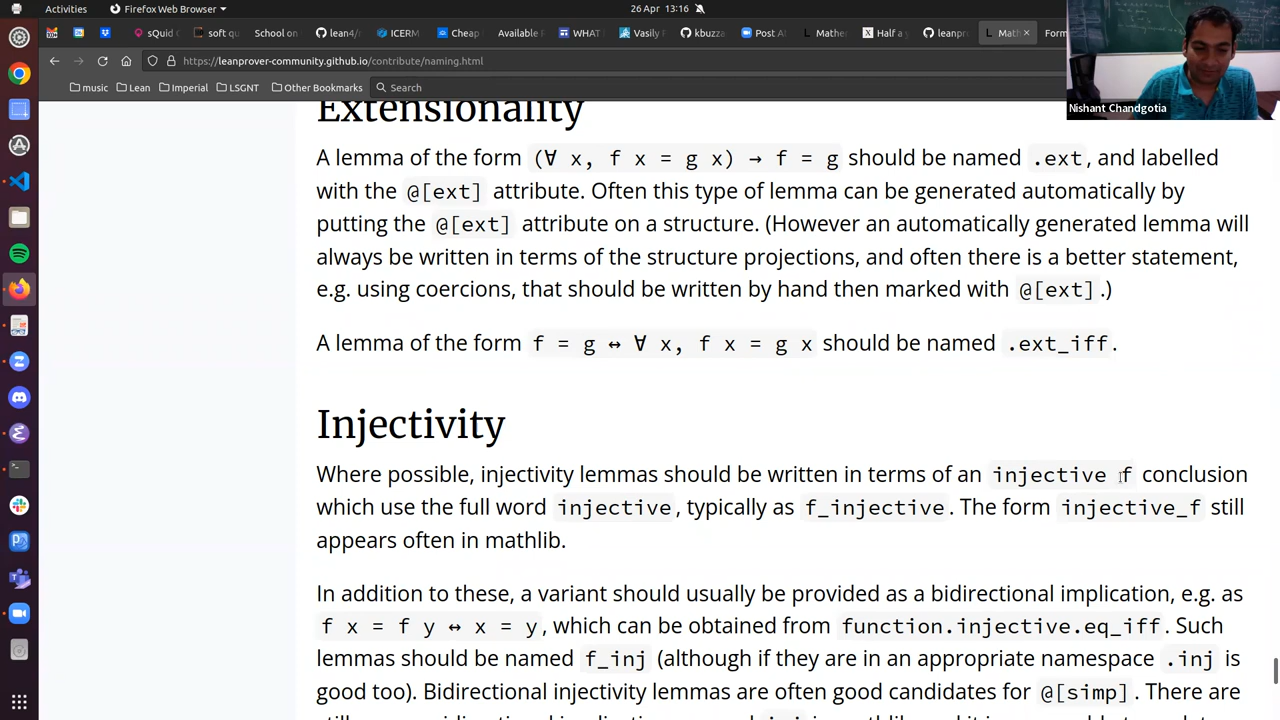 Activities Firefox Web Browser 26 Apr 13:16
sQuid soft qu School on lean4/ ICERM Cheap Available WHAT Vasily kbuzza Post A Mathe Half a leanpro Math Form
https://leanprover-community.github.io/contribute/naming.html
music Lean Imperial LSGNT Other Bookmarks Search
Nishant Chandgotia
Extensionality
A lemma of the form (∀ x, f x = g x) → f = g should be named .ext, and labelled
with the @[ext] attribute. Often this type of lemma can be generated automatically by
putting the @[ext] attribute on a structure. (However an automatically generated lemma will
always be written in terms of the structure projections, and often there is a better statement,
e.g. using coercions, that should be written by hand then marked with @[ext].)
A lemma of the form f = g ↔ ∀ x, f x = g x should be named .ext_iff.
Injectivity
Where possible, injectivity lemmas should be written in terms of an injective f conclusion
which use the full word injective, typically as f_injective. The form injective_f still
appears often in mathlib.
In addition to these, a variant should usually be provided as a bidirectional implication, e.g. as
f x = f y ↔ x = y, which can be obtained from function.injective.eq_iff. Such
lemmas should be named f_inj (although if they are in an appropriate namespace .inj is
good too). Bidirectional injectivity lemmas are often good candidates for @[simp]. There are